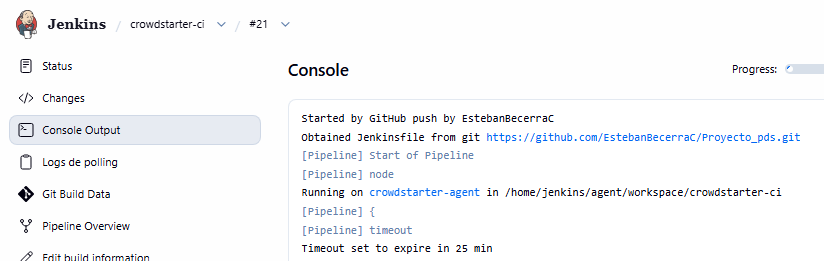 Jenkins / crowdstarter-ci / #21
Status
Changes
Console Output
Logs de polling
Git Build Data
Pipeline Overview
Edit build information
Console
Progress:
Started by GitHub push by EstebanBecerraC
Obtained Jenkinsfile from git https://github.com/EstebanBecerraC/Proyecto_pds.git
[Pipeline] Start of Pipeline
[Pipeline] node
Running on crowdstarter-agent in /home/jenkins/agent/workspace/crowdstarter-ci
[Pipeline] {
[Pipeline] timeout
Timeout set to expire in 25 min